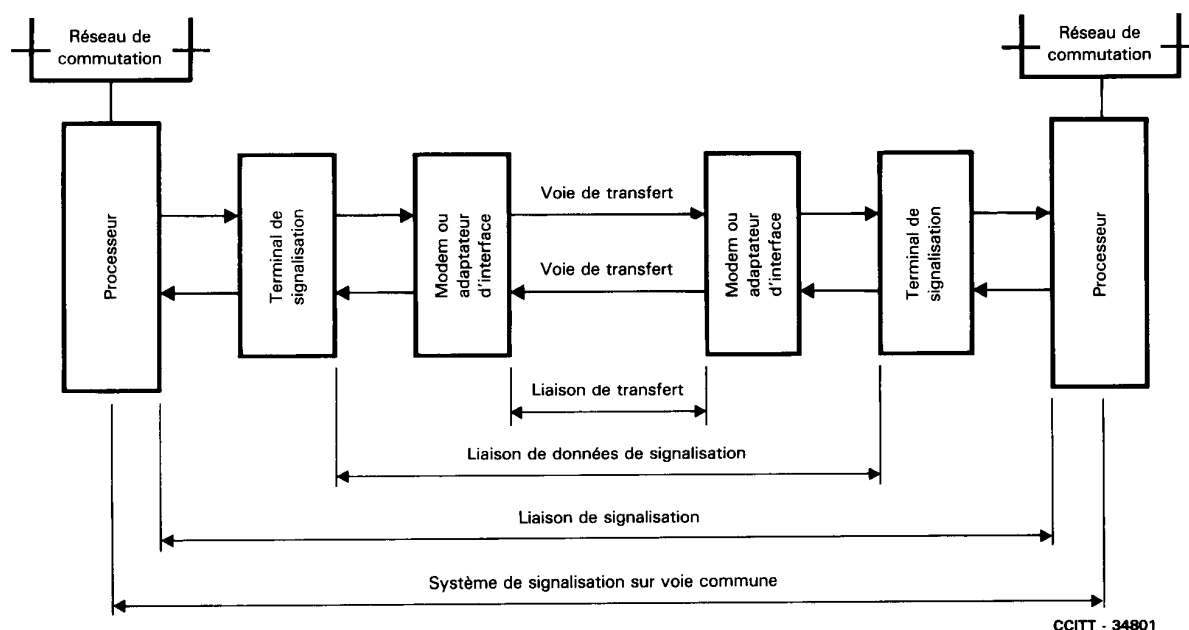 Réseau de
commutation
Réseau de
commutation
Processeur
Terminal de
signalisation
Modem ou
adaptateur
d'interface
Voie de transfert
Voie de transfert
Modem ou
adaptateur
d'interface
Terminal de
signalisation
Processeur
Liaison de transfert
Liaison de données de signalisation
Liaison de signalisation
Système de signalisation sur voie commune
CCITT - 34801